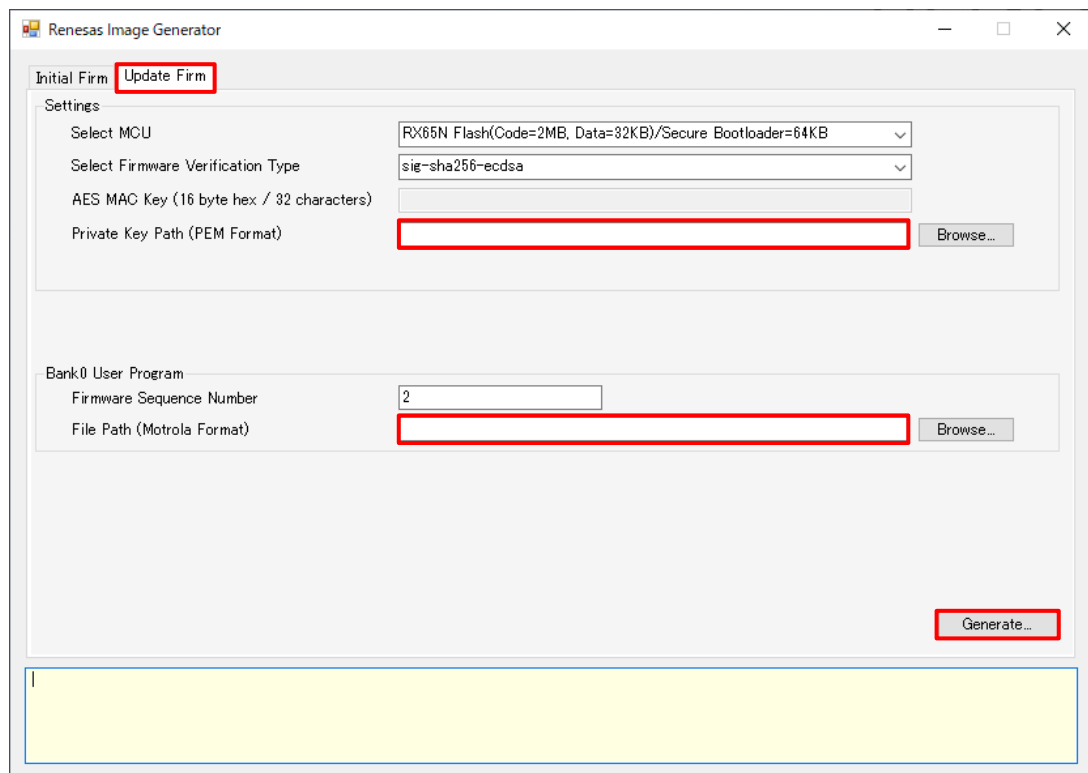 Renesas Image Generator
Initial Firm Update Firm
Settings
Select MCU RX65N Flash(Code=2MB, Data=32KB)/Secure Bootloader=64KB
Select Firmware Verification Type sig-sha256-ecdsa
AES MAC Key (16 byte hex / 32 characters)
Private Key Path (PEM Format) Browse...
Bank0 User Program
Firmware Sequence Number 2
File Path (Motrola Format) Browse...
Generate...